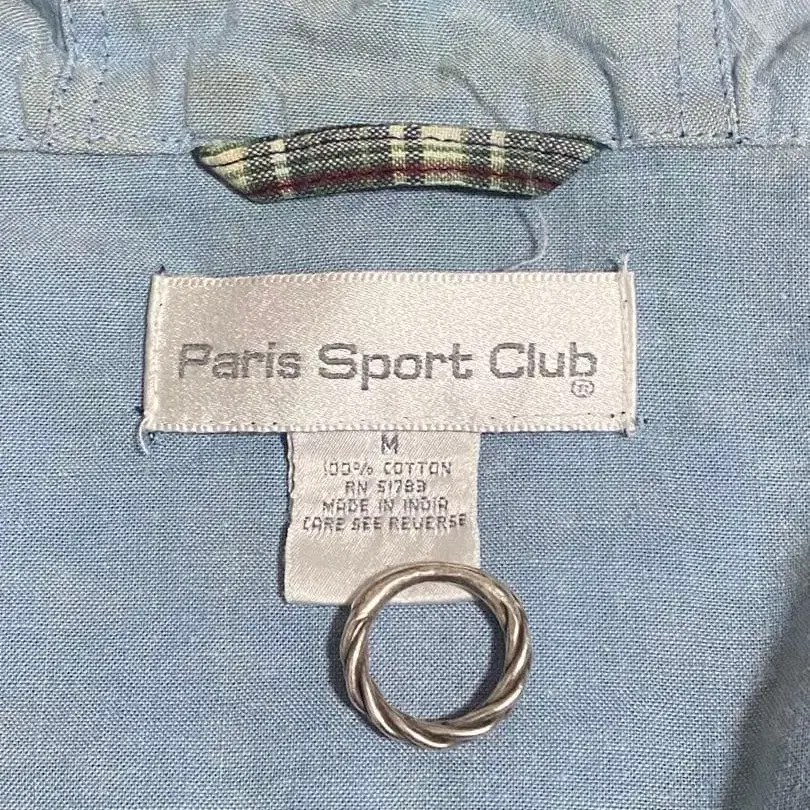 Paris Sport Club®
M
100% COTTON
RN 51783
MADE IN INDIA
CARE SEE REVERSE